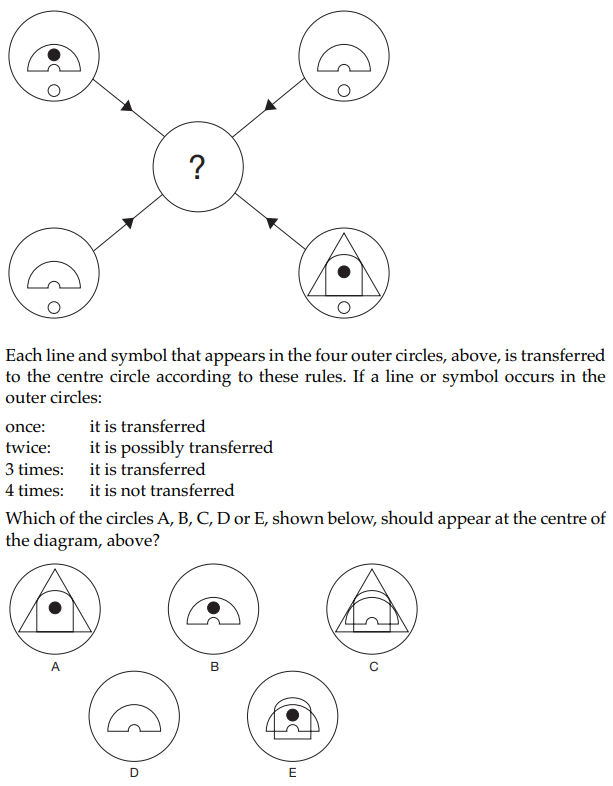 ?
Each line and symbol that appears in the four outer circles, above, is transferred
to the centre circle according to these rules. If a line or symbol occurs in the
outer circles:
once: it is transferred
twice: it is possibly transferred
3 times: it is transferred
4 times: it is not transferred
Which of the circles A, B, C, D or E, shown below, should appear at the centre of
the diagram, above?
A B C
D E